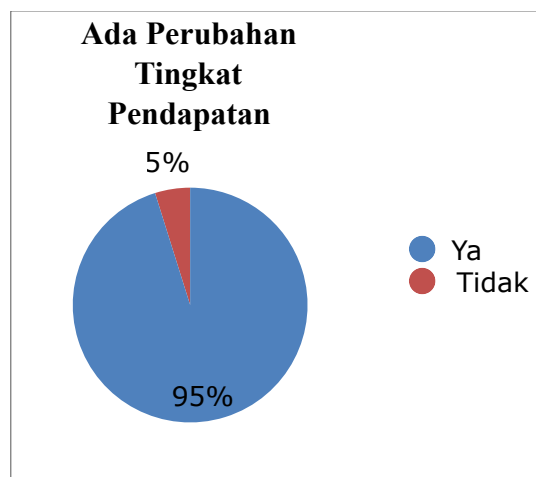 Ada Perubahan
Tingkat
Pendapatan
5%
Ya
Tidak
95%